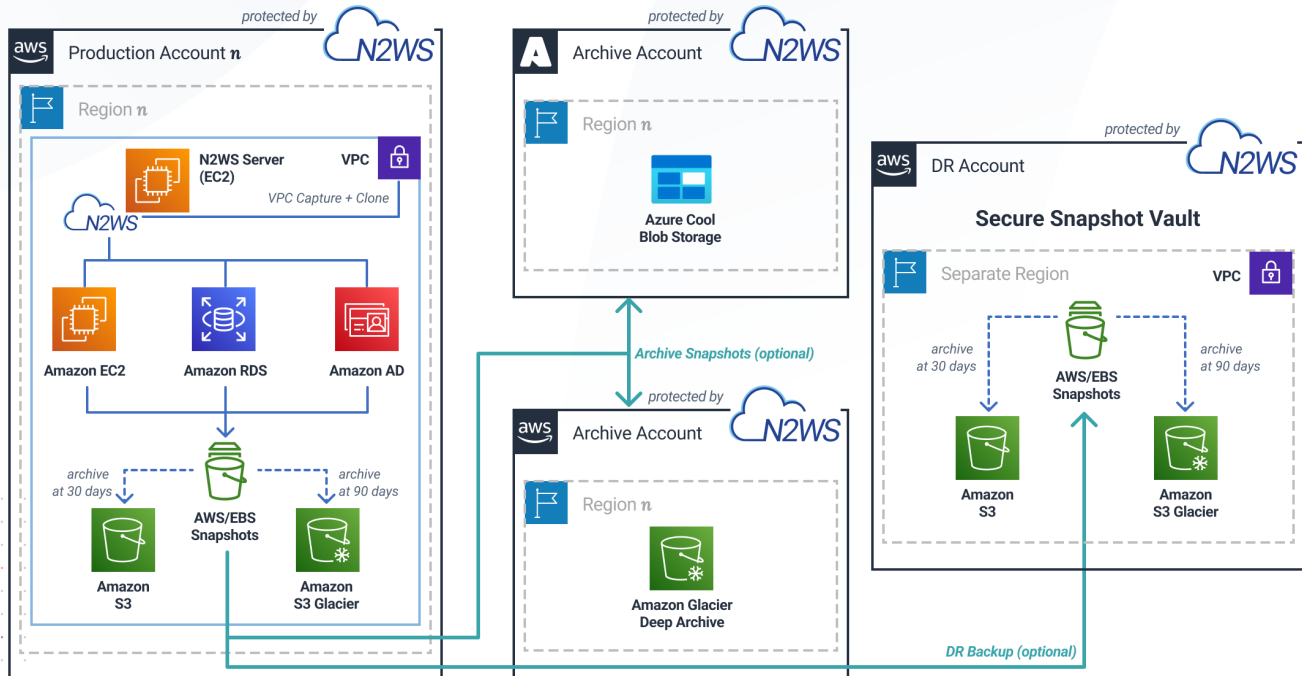 protected by
N2WS
aws
Production Account n
Region n
N2WS Server
(EC2)
VPC
VPC Capture + Clone
N2WS
Amazon EC2
Amazon RDS
Amazon AD
archive
at 30 days
archive
at 90 days
AWS/EBS
Snapshots
Amazon
S3
Amazon
S3 Glacier
protected by
N2WS
Archive Account
Region n
Azure Cool
Blob Storage
Archive Snapshots (optional)
protected by
N2WS
aws
Archive Account
Region n
Amazon Glacier
Deep Archive
protected by
N2WS
aws
DR Account
Secure Snapshot Vault
Separate Region
VPC
archive
at 30 days
archive
at 90 days
AWS/EBS
Snapshots
Amazon
S3
Amazon
S3 Glacier
DR Backup (optional)